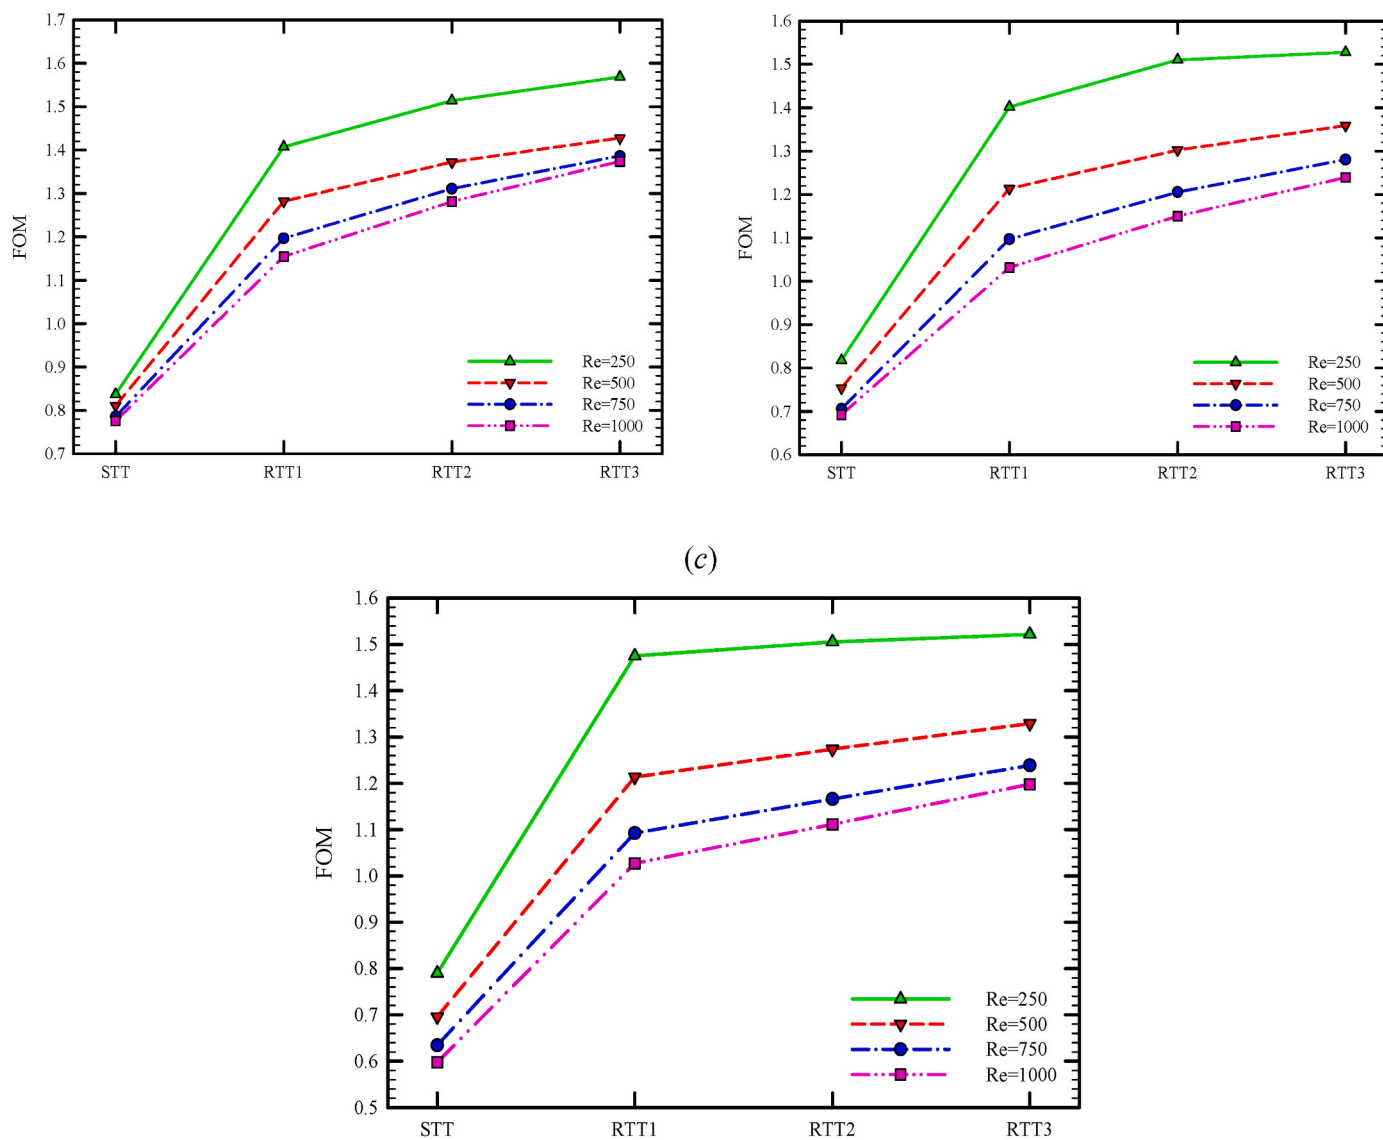 1.7
1.6
1.5
1.4
1.3
1.2
1.1
1.0
0.9
0.8
0.7
FOM
STT
RTT1
RTT2
RTT3
Re=250
Re=500
Re=750
Re=1000
1.6
1.5
1.4
1.3
1.2
1.1
1.0
0.9
0.8
0.7
0.6
FOM
STT
RTT1
RTT2
RTT3
Re=250
Re=500
Re=750
Re=1000
(c)
1.6
1.5
1.4
1.3
1.2
1.1
1.0
0.9
0.8
0.7
0.6
0.5
FOM
STT
RTT1
RTT2
RTT3
Re=250
Re=500
Re=750
Re=1000